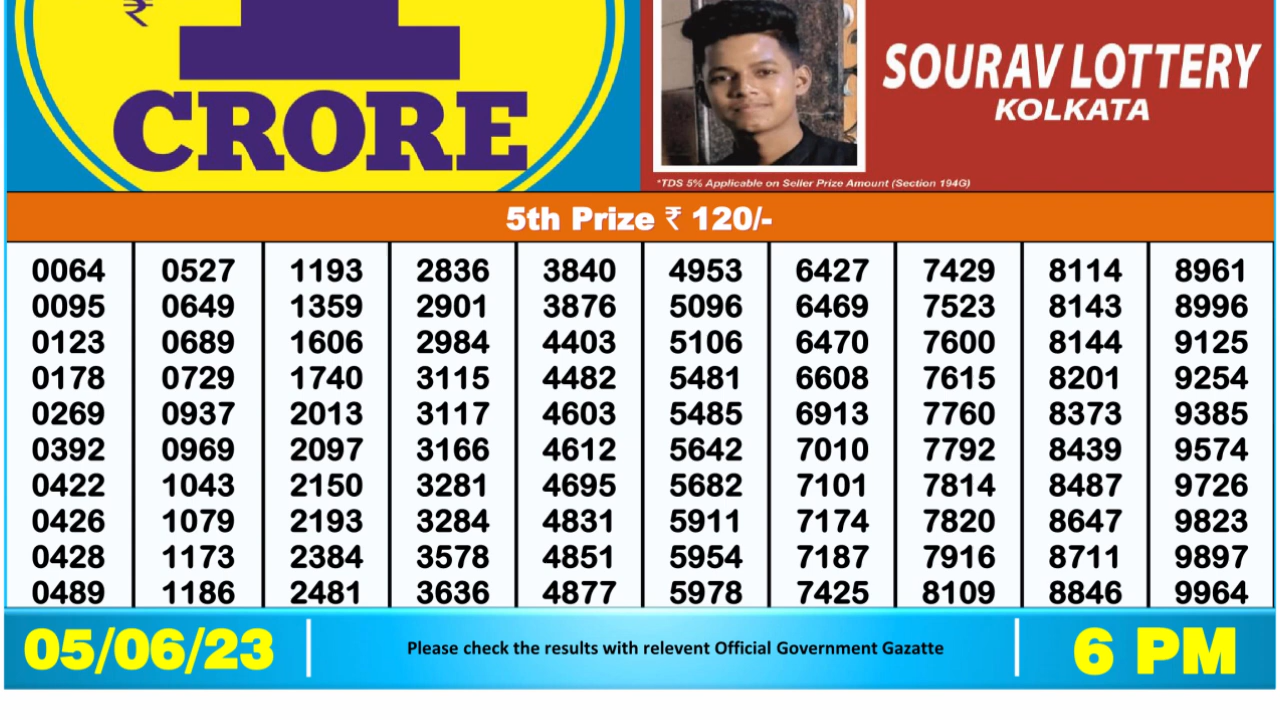 ₹
1
CRORE
SOURAV LOTTERY
KOLKATA
*TDS 5% Applicable on Seller Prize Amount (Section 194G)
5th Prize ₹ 120/-
0064 0527 1193 2836 3840 4953 6427 7429 8114 8961
0095 0649 1359 2901 3876 5096 6469 7523 8143 8996
0123 0689 1606 2984 4403 5106 6470 7600 8144 9125
0178 0729 1740 3115 4482 5481 6608 7615 8201 9254
0269 0937 2013 3117 4603 5485 6913 7760 8373 9385
0392 0969 2097 3166 4612 5642 7010 7792 8439 9574
0422 1043 2150 3281 4695 5682 7101 7814 8487 9726
0426 1079 2193 3284 4831 5911 7174 7820 8647 9823
0428 1173 2384 3578 4851 5954 7187 7916 8711 9897
0489 1186 2481 3636 4877 5978 7425 8109 8846 9964
05/06/23
Please check the results with relevent Official Government Gazatte
6 PM